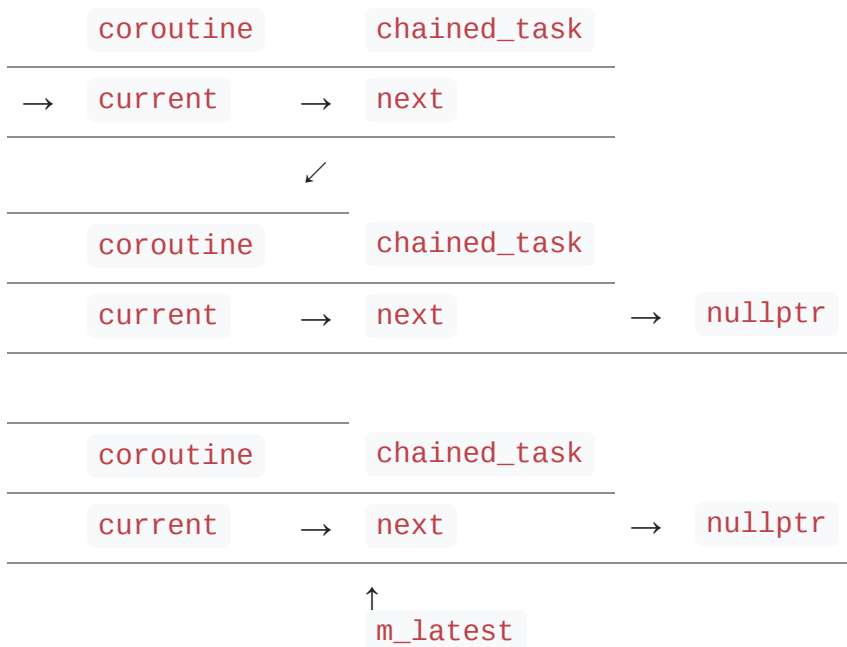 coroutine chained_task
→ current → next
↙
coroutine chained_task
current → next → nullptr
coroutine chained_task
current → next → nullptr
↑
m_latest